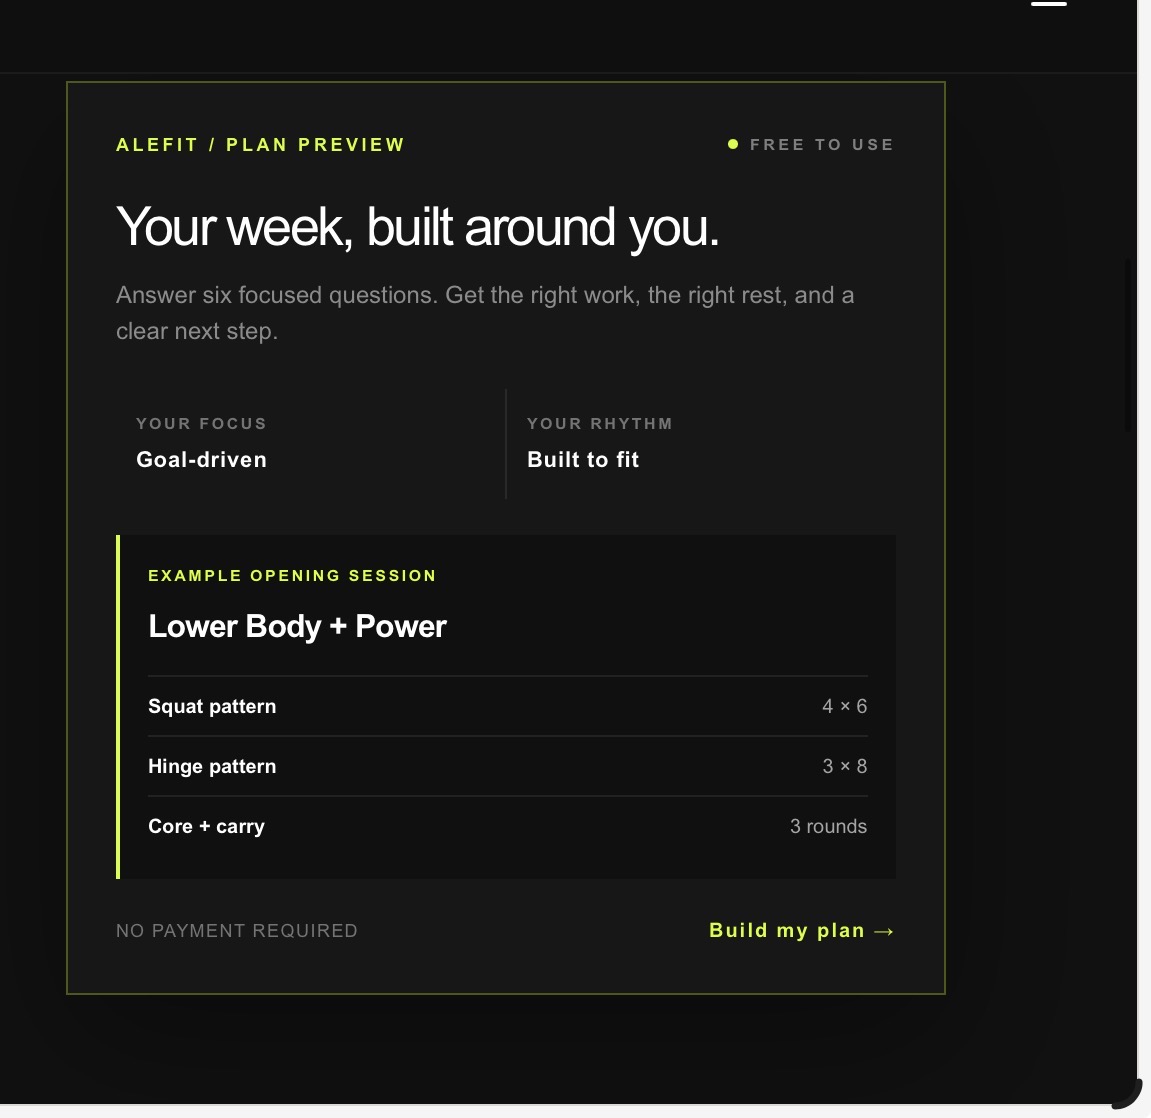 ALEFIT / PLAN PREVIEW
FREE TO USE
Your week, built around you.
Answer six focused questions. Get the right work, the right rest, and a
clear next step.
YOUR FOCUS
Goal-driven
YOUR RHYTHM
Built to fit
EXAMPLE OPENING SESSION
Lower Body + Power
Squat pattern 4 × 6
Hinge pattern 3 × 8
Core + carry 3 rounds
NO PAYMENT REQUIRED
Build my plan →